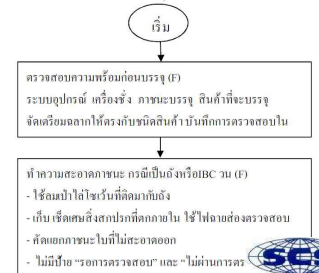 เริ่ม
ตรวจสอบความพร้อมก่อนบรรจุ (F)
ระบบอุปกรณ์ เครื่องชั่ง ภาชนะบรรจุ สินค้าที่จะบรรจุ
จัดเตรียมฉลากให้ตรงกับชนิดสินค้า บันทึกการตรวจสอบใน
ทำความสะอาดภาชนะ กรณีเป็นถังหรือIBC วน (F)
- ใช้ลมเป่าไล่โซเว้นที่ติดมากับถัง
- เก็บ เช็ดเศษสิ่งสกปรกที่ตกภายใน ใช้ไฟฉายส่องตรวจสอบ
- คัดแยกภาชนะใบที่ไม่สะอาดออก
- ไม่มีป้าย “รอการตรวจสอบ” และ “ไม่ผ่านการตร
SCS